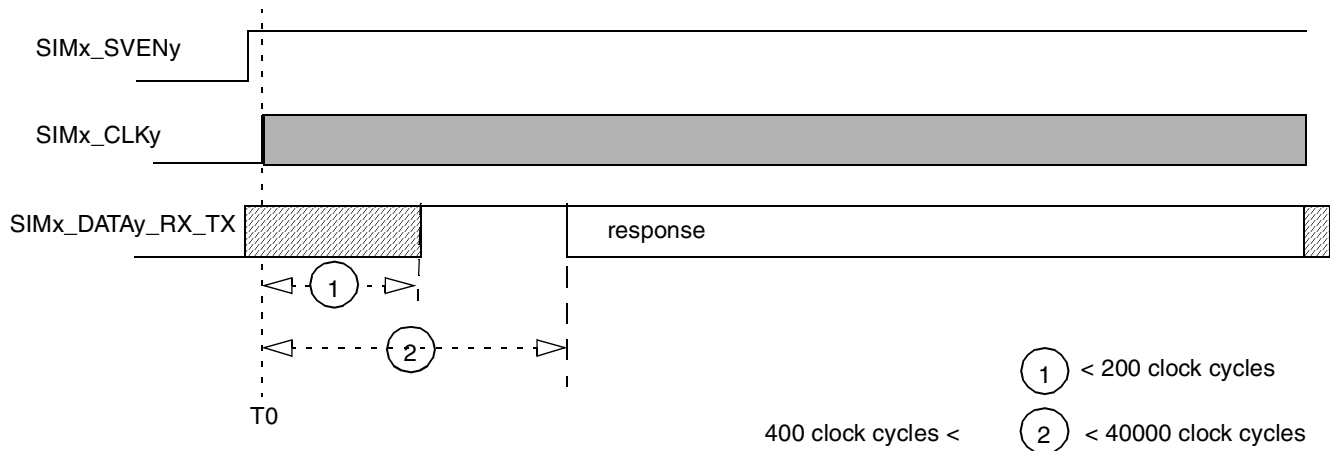 SIMx_SVENy
SIMx_CLKy
SIMx_DATAy_RX_TX
response
1
2
T0
1 < 200 clock cycles
400 clock cycles < 2 < 40000 clock cycles